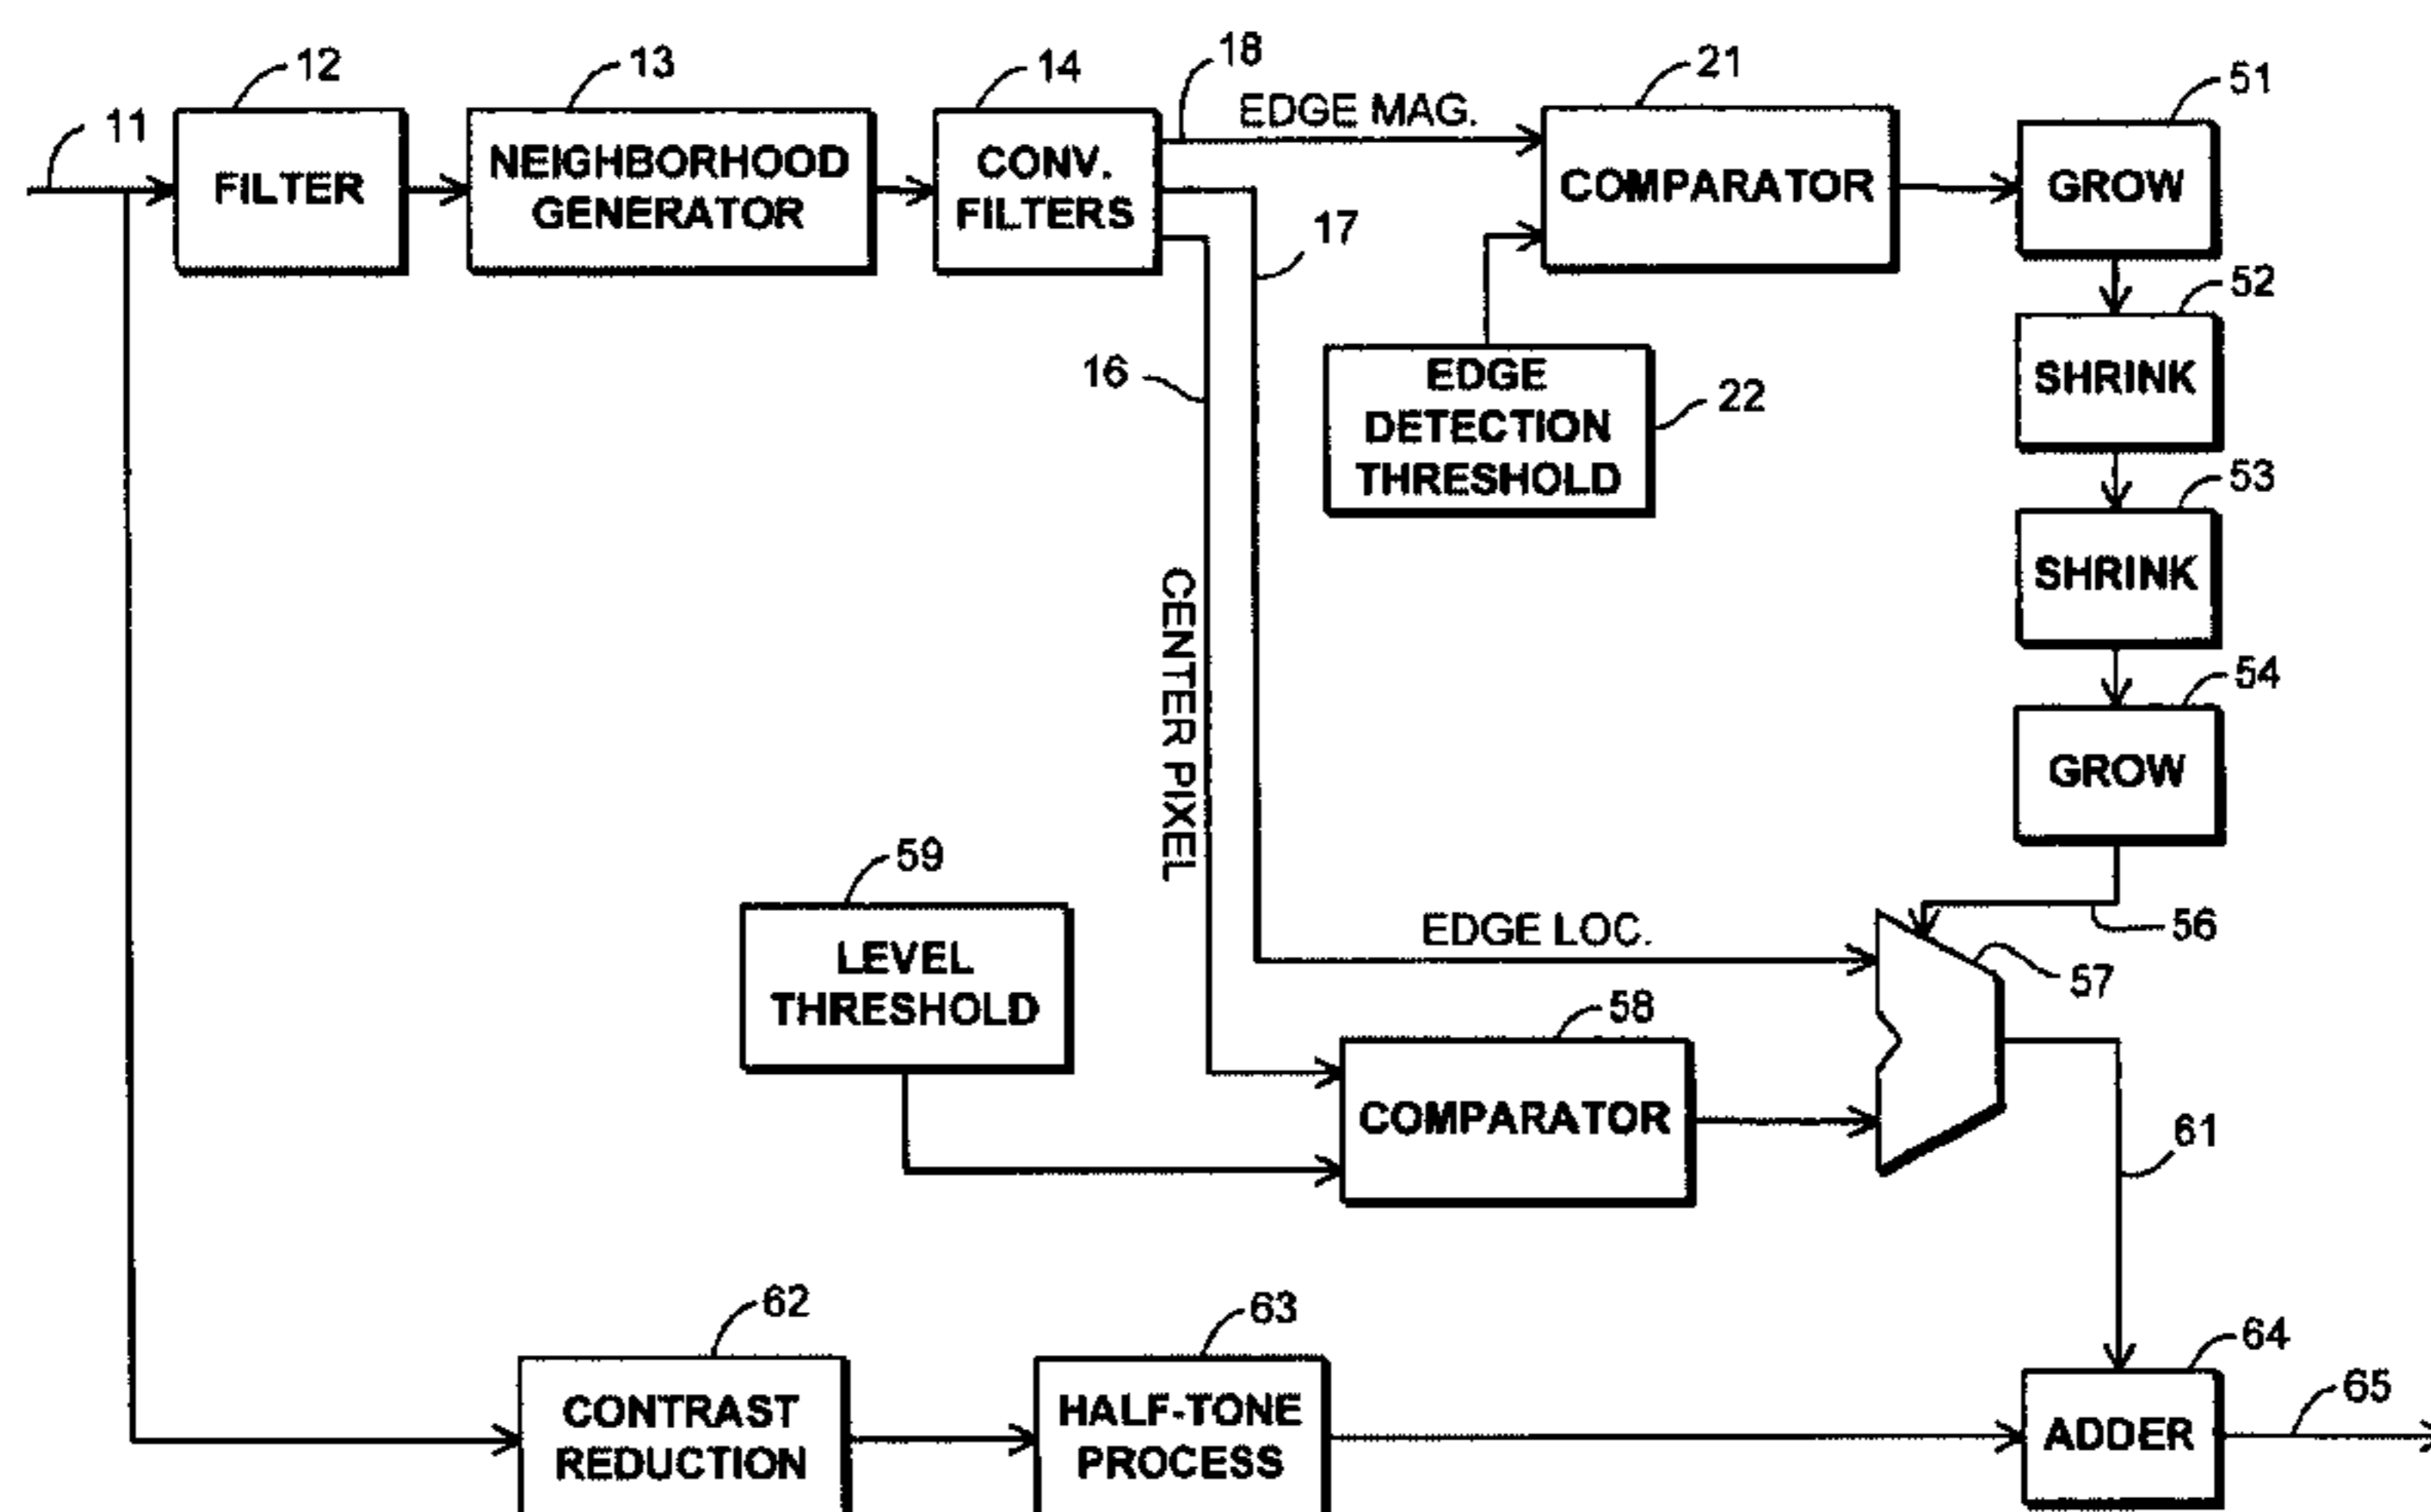 11
12
13
14
18
21
51
FILTER
NEIGHBORHOOD
GENERATOR
CONV.
FILTERS
EDGE MAG.
COMPARATOR
GROW
17
52
16
EDGE
DETECTION
THRESHOLD
22
SHRINK
53
SHRINK
CENTER PIXEL
54
GROW
59
LEVEL
THRESHOLD
EDGE LOC.
56
57
58
COMPARATOR
61
62
63
64
65
CONTRAST
REDUCTION
HALF-TONE
PROCESS
ADDER